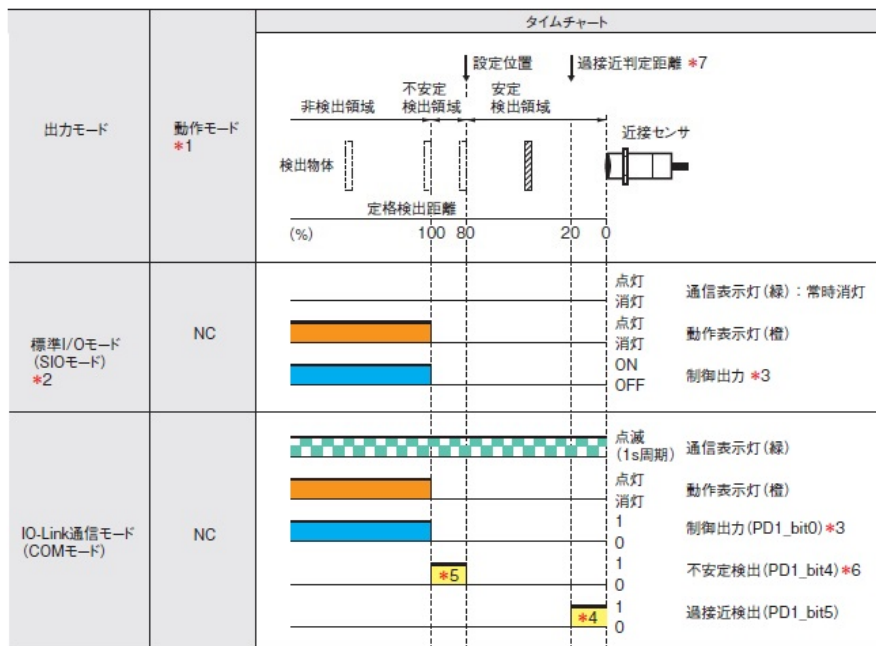 タイムチャート
出力モード
動作モード
*1
設定位置
過接近判定距離 *7
非検出領域
不安定
検出領域
安定
検出領域
近接センサ
検出物体
定格検出距離
(%)
100 80
20
0
標準I/Oモード
(SIOモード)
*2
NC
点灯
消灯
通信表示灯(緑):常時消灯
点灯
消灯
動作表示灯(橙)
ON
OFF
制御出力 *3
IO-Link通信モード
(COMモード)
NC
点滅
(1s周期)
通信表示灯(緑)
点灯
消灯
動作表示灯(橙)
1
0
制御出力(PD1_bit0)*3
*5
1
0
不安定検出(PD1_bit4)*6
*4
1
0
過接近検出(PD1_bit5)